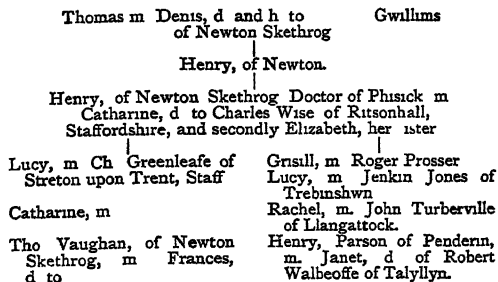 Thomas m Denis, d and h to Gwillims
of Newton Skethrog
Henry, of Newton.
Henry, of Newton Skethrog Doctor of Phisick m
Catharine, d to Charles Wise of Ritsonhall,
Staffordshire, and secondly Elizabeth, her ister
Lucy, m Ch Greenleafe of
Streton upon Trent, Staff
Catharine, m
Tho Vaughan, of Newton
Skethrog, m Frances,
d to
Grisill, m Roger Prosser
Lucy, m Jenkin Jones of
Trebinshwn
Rachel, m. John Turberville
of Llangattock.
Henry, Parson of Penderin,
m. Janet, d of Robert
Walbeoffe of Talyllyn.